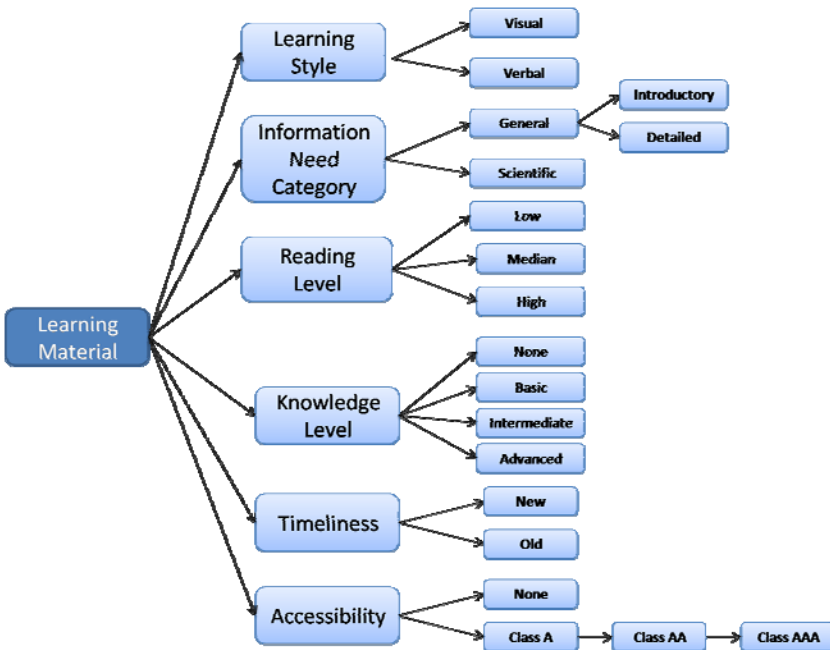 Learning
Material
Learning
Style
Visual
Verbal
Information
Need
Category
General
Introductory
Detailed
Scientific
Reading
Level
Low
Median
High
Knowledge
Level
None
Basic
Intermediate
Advanced
Timeliness
New
Old
Accessibility
None
Class A
Class AA
Class AAA